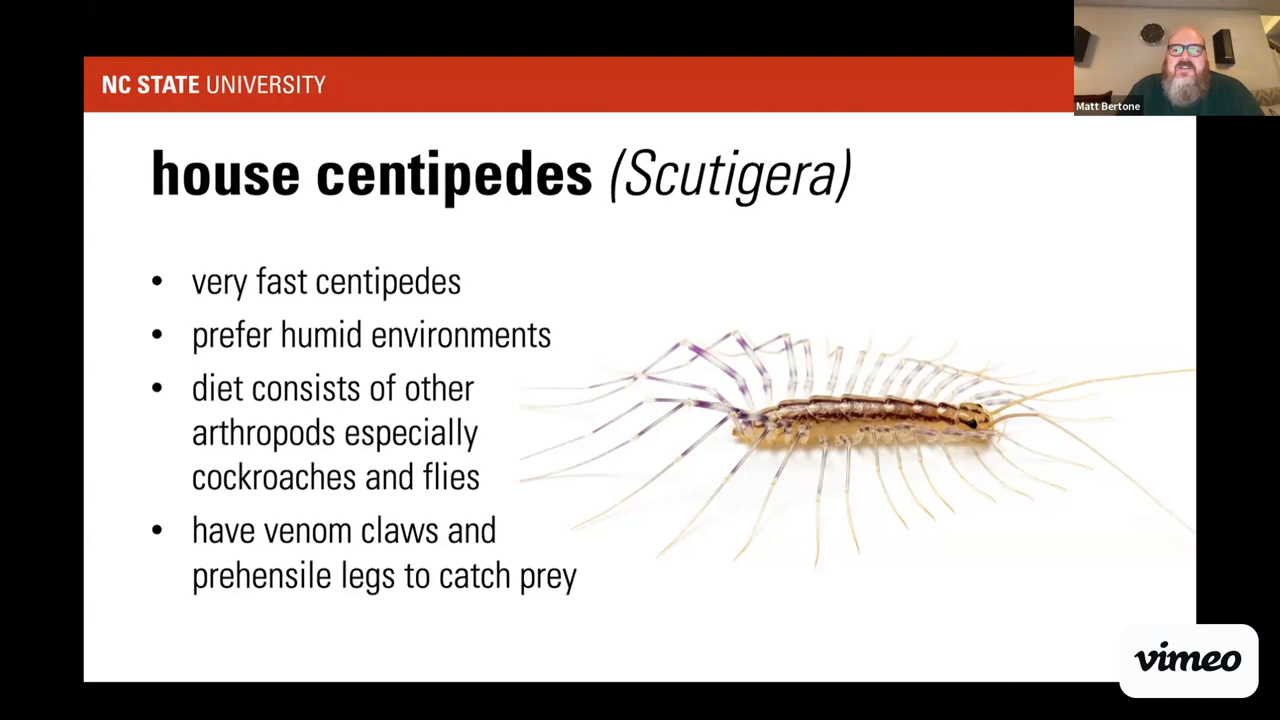 NC STATE UNIVERSITY
Matt Bertone
house centipedes (Scutigera)
• very fast centipedes
• prefer humid environments
• diet consists of other
arthropods especially
cockroaches and flies
• have venom claws and
prehensile legs to catch prey
vimeo